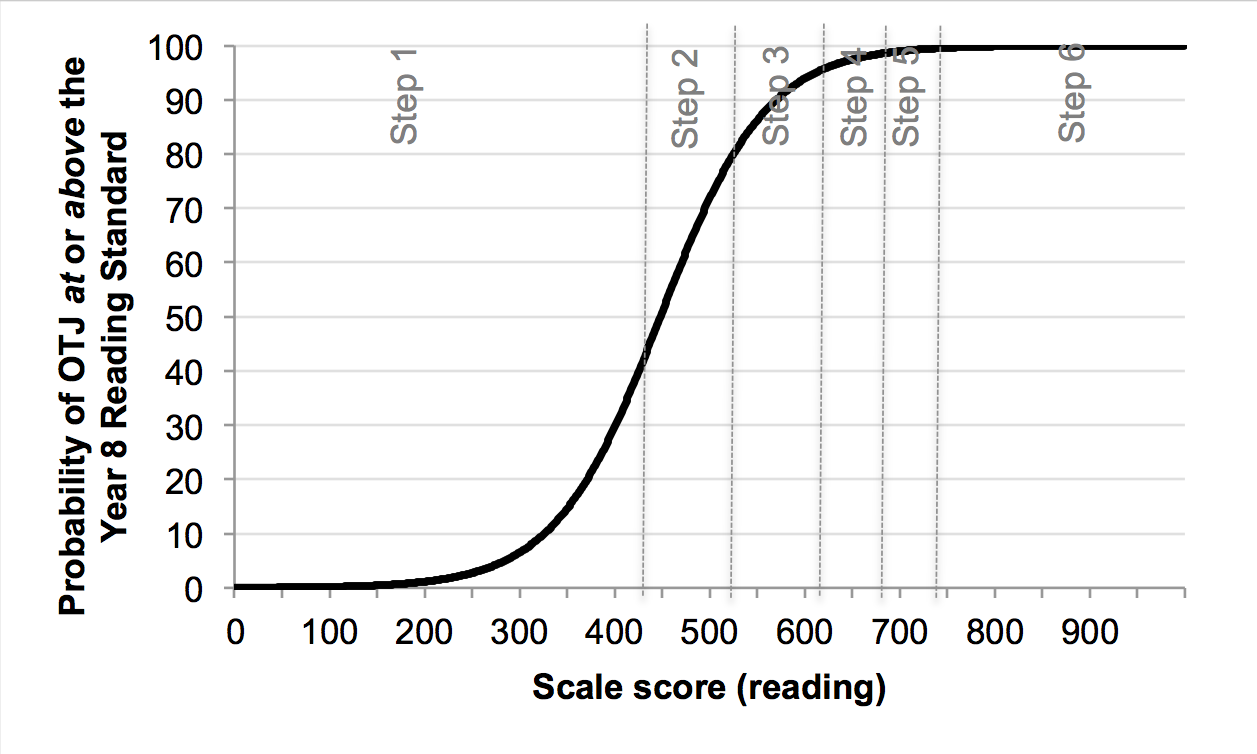 Probability of OTJ at or above the
Year 8 Reading Standard
100
90
80
70
60
50
40
30
20
10
0
Step 1
Step 2
Step 3
Step 4
Step 5
Step 6
0 100 200 300 400 500 600 700 800 900
Scale score (reading)